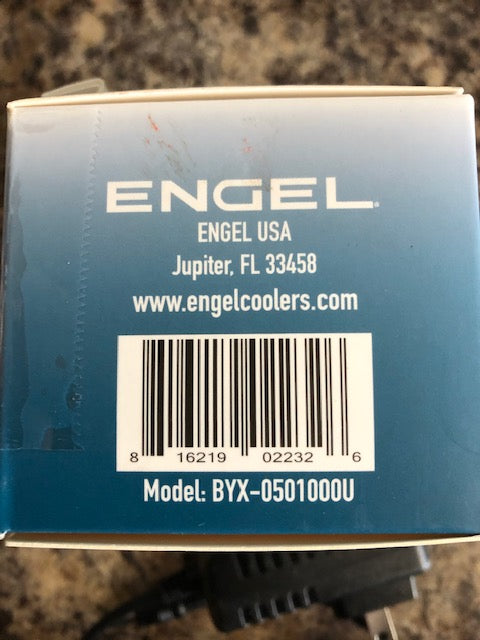 ENGEL
ENGEL USA
Jupiter, FL 33458
www.engelcoolers.com
8 16219 02232 6
Model: BYX-0501000U